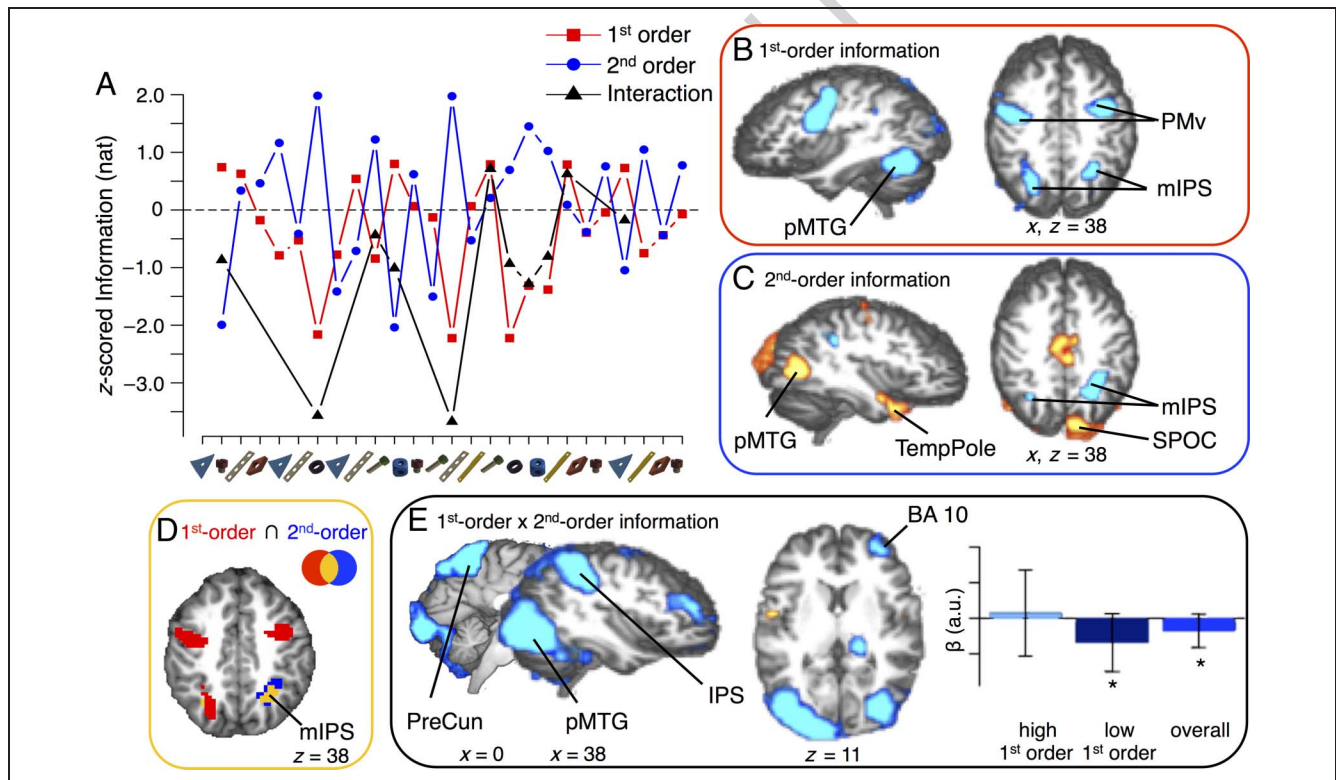 A
1st order
2nd order
Interaction
z-scored Information (nat)
2.0
1.0
0
−1.0
−2.0
−3.0
B 1st-order information
PMv
mIPS
pMTG
x, z = 38
C 2nd-order information
pMTG
TempPole
mIPS
SPOC
x, z = 38
D 1st-order ∩ 2nd-order
mIPS
z = 38
E 1st-order x 2nd-order information
BA 10
PreCun
pMTG
IPS
x = 0
x = 38
z = 11
β (a.u.)
*
*
high
1st order
low
1st order
overall